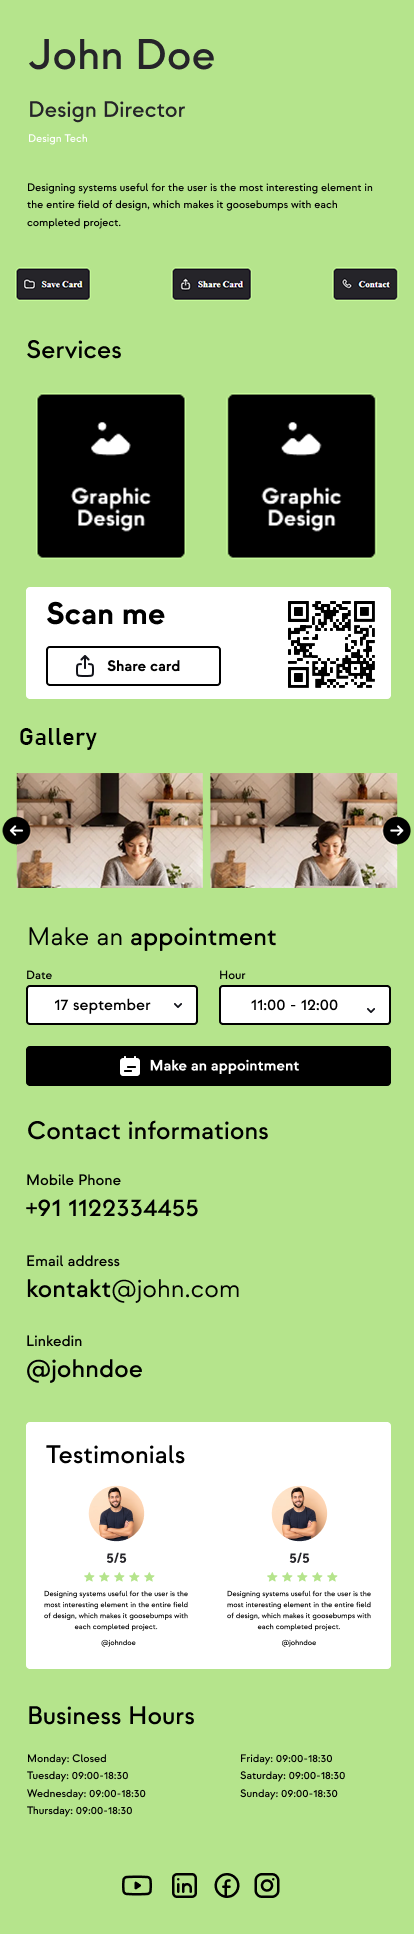 John Doe
Design Director
Design Tech
Designing systems useful for the user is the most interesting element in
the entire field of design, which makes it goosebumps with each
completed project.
Save Card
Share Card
Contact
Services
Graphic
Design
Graphic
Design
Scan me
Share card
Gallery
Make an appointment
Date
Hour
17 september
11:00 - 12:00
Make an appointment
Contact informations
Mobile Phone
+91 1122334455
Email address
kontakt@john.com
Linkedin
@johndoe
Testimonials
5/5
Designing systems useful for the user is the
most interesting element in the entire field
of design, which makes it goosebumps with
each completed project.
@johndoe
5/5
Designing systems useful for the user is the
most interesting element in the entire field
of design, which makes it goosebumps with
each completed project.
@johndoe
Business Hours
Monday: Closed
Tuesday: 09:00-18:30
Wednesday: 09:00-18:30
Thursday: 09:00-18:30
Friday: 09:00-18:30
Saturday: 09:00-18:30
Sunday: 09:00-18:30